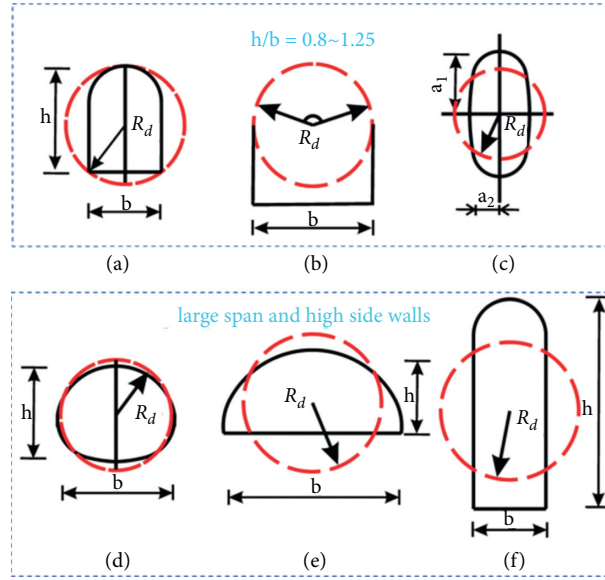 h/b = 0.8~1.25
h
R_d
b
(a)
R_d
b
(b)
a_1
R_d
a_2
(c)
large span and high side walls
h
R_d
b
(d)
R_d
h
b
(e)
R_d
h
b
(f)